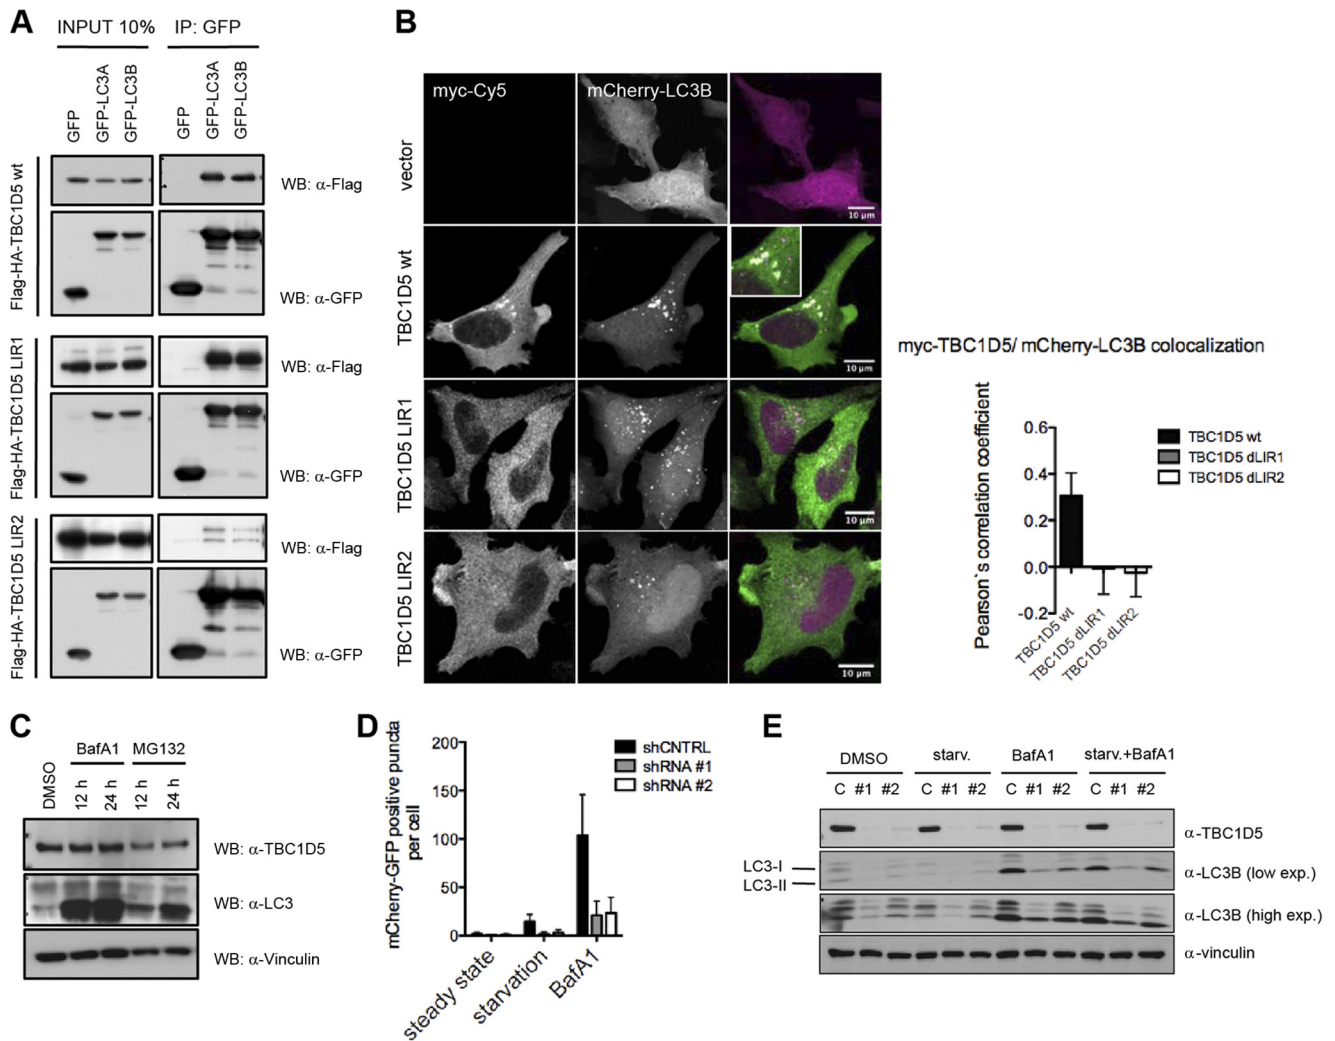 A
INPUT 10%
IP: GFP
GFP
GFP-LC3A
GFP-LC3B
GFP
GFP-LC3A
GFP-LC3B
Flag-HA-TBC1D5 wt
WB: α-Flag
WB: α-GFP
Flag-HA-TBC1D5 LIR1
WB: α-Flag
WB: α-GFP
Flag-HA-TBC1D5 LIR2
WB: α-Flag
WB: α-GFP
B
myc-Cy5
mCherry-LC3B
vector
10 µm
TBC1D5 wt
10 µm
TBC1D5 LIR1
10 µm
TBC1D5 LIR2
10 µm
myc-TBC1D5/ mCherry-LC3B colocalization
Pearson`s correlation coefficient
0.6
0.4
0.2
0.0
-0.2
TBC1D5 wt
TBC1D5 dLIR1
TBC1D5 dLIR2
TBC1D5 wt
TBC1D5 dLIR1
TBC1D5 dLIR2
C
BafA1
MG132
DMSO
12 h
24 h
12 h
24 h
WB: α-TBC1D5
WB: α-LC3
WB: α-Vinculin
D
mCherry-GFP positive puncda
per cell
200
150
100
50
0
shCNTRL
shRNA #1
shRNA #2
steady state
starvation
BafA1
E
DMSO
starv.
BafA1
starv.+BafA1
C #1 #2
C #1 #2
C #1 #2
C #1 #2
α-TBC1D5
LC3-I
LC3-II
α-LC3B (low exp.)
α-LC3B (high exp.)
α-vinculin